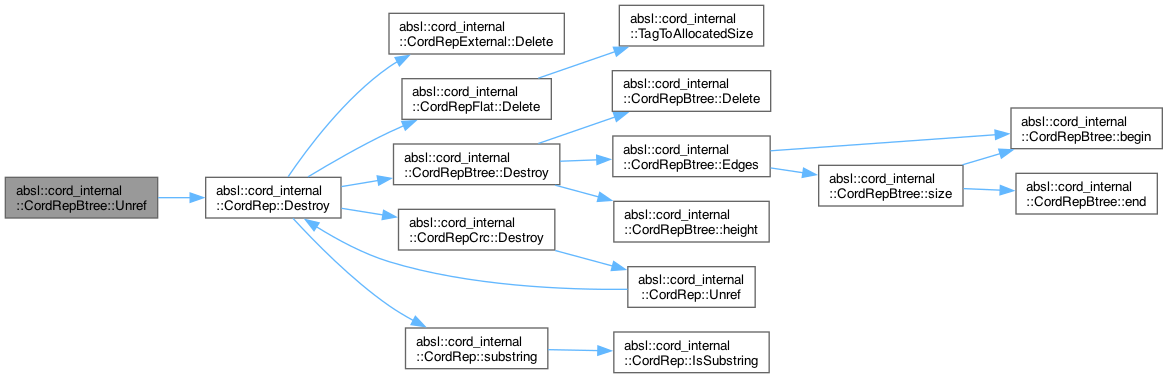 absl::cord_internal
::CordRepBtree::Unref
absl::cord_internal
::CordRep::Destroy
absl::cord_internal
::CordRepExternal::Delete
absl::cord_internal
::CordRepFlat::Delete
absl::cord_internal
::CordRepBtree::Destroy
absl::cord_internal
::CordRepCrc::Destroy
absl::cord_internal
::CordRep::substring
absl::cord_internal
::TagToAllocatedSize
absl::cord_internal
::CordRepBtree::Delete
absl::cord_internal
::CordRepBtree::Edges
absl::cord_internal
::CordRepBtree::height
absl::cord_internal
::CordRep::Unref
absl::cord_internal
::CordRep::IsSubstring
absl::cord_internal
::CordRepBtree::size
absl::cord_internal
::CordRepBtree::begin
absl::cord_internal
::CordRepBtree::end